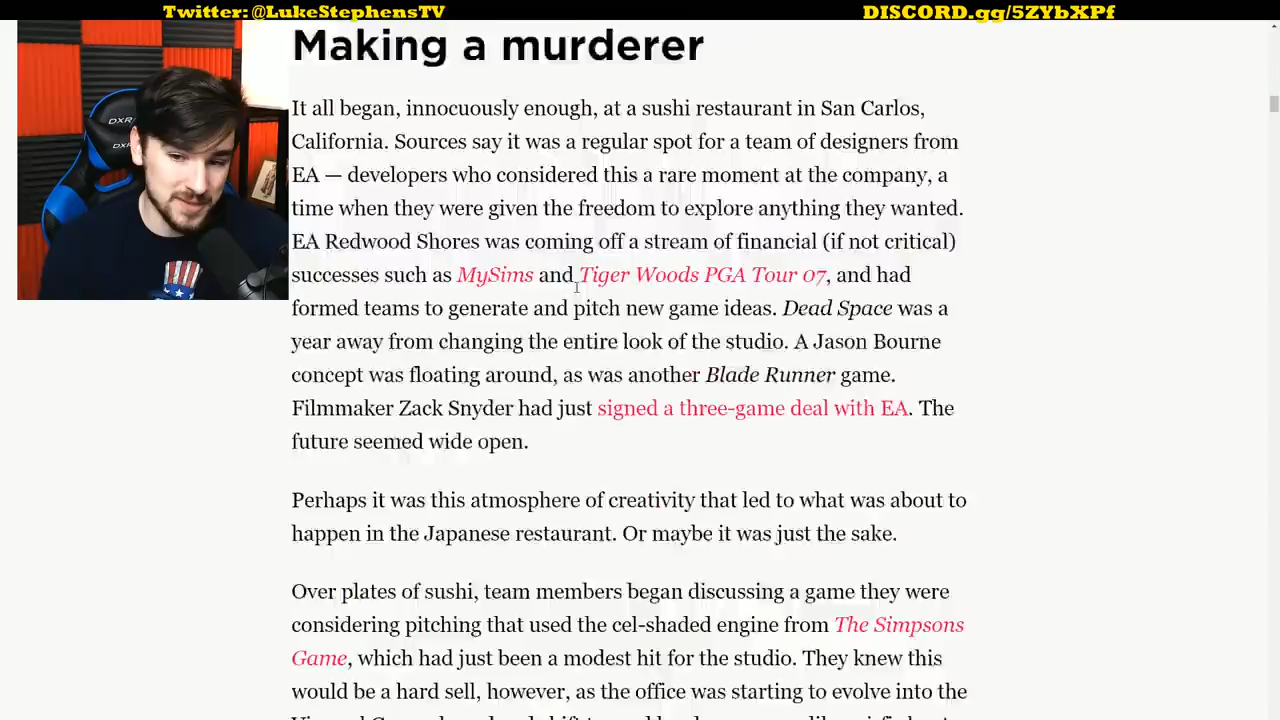 Twitter: @LukeStephensTV
DISCORD.gg/5ZYbXPf
Making a murderer
It all began, innocuously enough, at a sushi restaurant in San Carlos,
California. Sources say it was a regular spot for a team of designers from
EA — developers who considered this a rare moment at the company, a
time when they were given the freedom to explore anything they wanted.
EA Redwood Shores was coming off a stream of financial (if not critical)
successes such as MySims and Tiger Woods PGA Tour 07, and had
formed teams to generate and pitch new game ideas. Dead Space was a
year away from changing the entire look of the studio. A Jason Bourne
concept was floating around, as was another Blade Runner game.
Filmmaker Zack Snyder had just signed a three-game deal with EA. The
future seemed wide open.
Perhaps it was this atmosphere of creativity that led to what was about to
happen in the Japanese restaurant. Or maybe it was just the sake.
Over plates of sushi, team members began discussing a game they were
considering pitching that used the cel-shaded engine from The Simpsons
Game, which had just been a modest hit for the studio. They knew this
would be a hard sell, however, as the office was starting to evolve into the
DXR
DXR